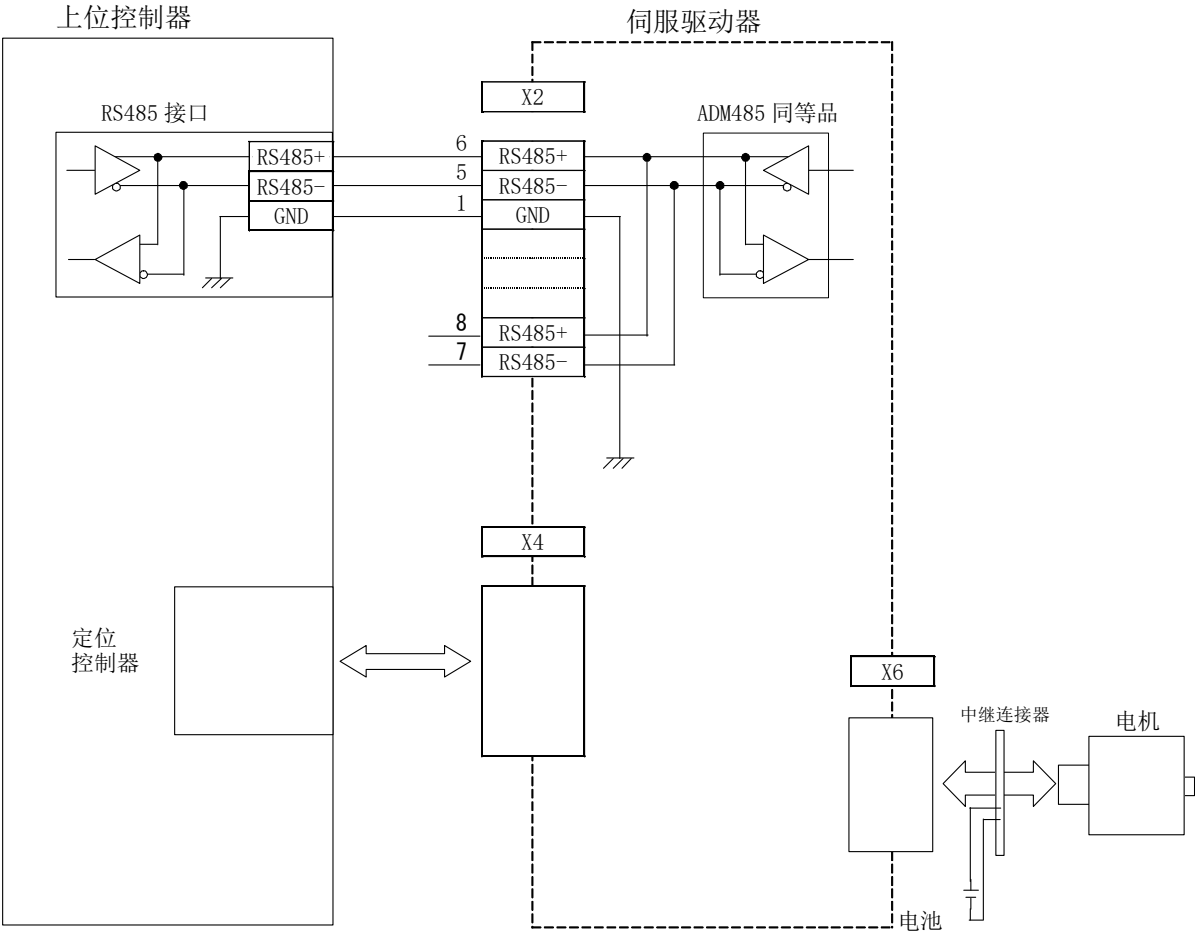 上位控制器
伺服驱动器
X2
RS485 接口
ADM485 同等品
RS485+
6
RS485+
RS485-
5
RS485-
GND
1
GND
8
RS485+
7
RS485-
X4
定位
控制器
X6
中继连接器
电机
电池